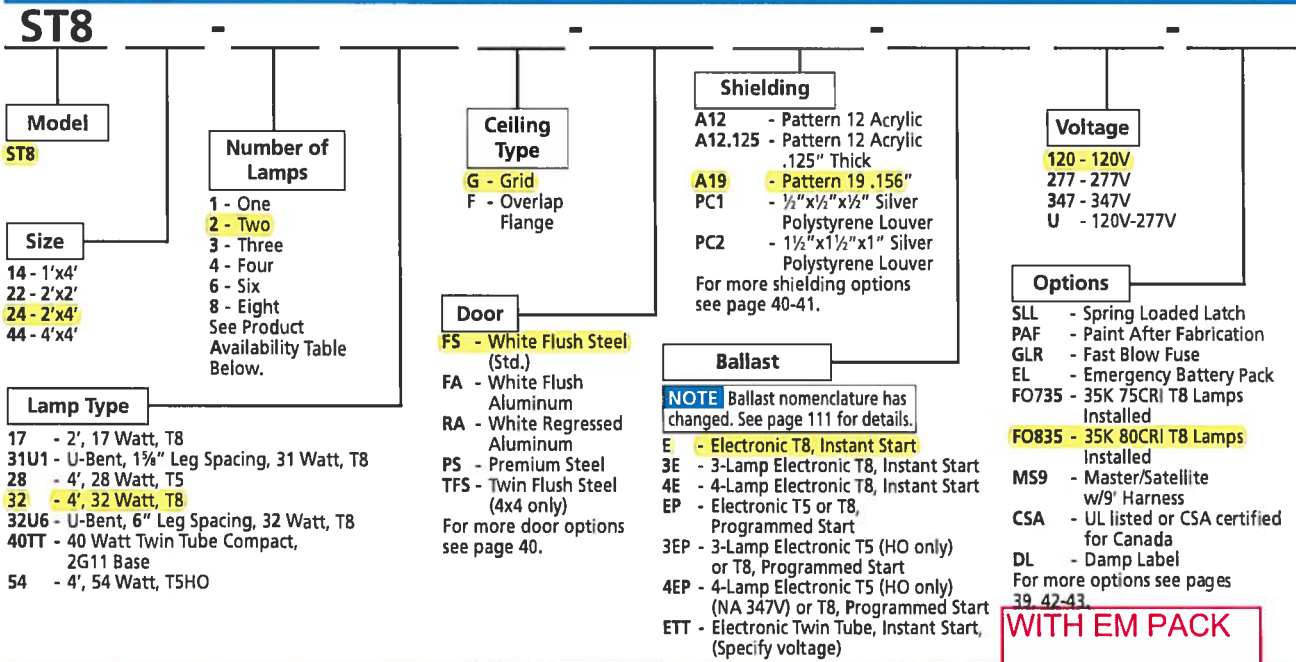 ST8 - - - -
Model
ST8
Size
14 - 1'x4'
22 - 2'x2'
24 - 2'x4'
44 - 4'x4'
Number of
Lamps
1 - One
2 - Two
3 - Three
4 - Four
6 - Six
8 - Eight
See Product
Availability Table
Below.
Lamp Type
17 - 2', 17 Watt, T8
31U1 - U-Bent, 1⅝" Leg Spacing, 31 Watt, T8
28 - 4', 28 Watt, T5
32 - 4', 32 Watt, T8
32U6 - U-Bent, 6" Leg Spacing, 32 Watt, T8
40TT - 40 Watt Twin Tube Compact,
2G11 Base
54 - 4', 54 Watt, T5HO
Ceiling
Type
G - Grid
F - Overlap
Flange
Door
FS - White Flush Steel
(Std.)
FA - White Flush
Aluminum
RA - White Regressed
Aluminum
PS - Premium Steel
TFS - Twin Flush Steel
(4x4 only)
For more door options
see page 40.
Shielding
A12 - Pattern 12 Acrylic
A12.125 - Pattern 12 Acrylic
.125" Thick
A19 - Pattern 19 .156"
PC1 - ½"x½"x½" Silver
Polystyrene Louver
PC2 - 1½"x1½"x1" Silver
Polystyrene Louver
For more shielding options
see page 40-41.
Ballast
NOTE Ballast nomenclature has
changed. See page 111 for details.
E - Electronic T8, Instant Start
3E - 3-Lamp Electronic T8, Instant Start
4E - 4-Lamp Electronic T8, Instant Start
EP - Electronic T5 or T8,
Programmed Start
3EP - 3-Lamp Electronic T5 (HO only)
or T8, Programmed Start
4EP - 4-Lamp Electronic T5 (HO only)
(NA 347V) or T8, Programmed Start
ETT - Electronic Twin Tube, Instant Start,
(Specify voltage)
Voltage
120 - 120V
277 - 277V
347 - 347V
U - 120V-277V
Options
SLL - Spring Loaded Latch
PAF - Paint After Fabrication
GLR - Fast Blow Fuse
EL - Emergency Battery Pack
FO735 - 35K 75CRI T8 Lamps
Installed
FO835 - 35K 80CRI T8 Lamps
Installed
MS9 - Master/Satellite
w/9' Harness
CSA - UL listed or CSA certified
for Canada
DL - Damp Label
For more options see pages
39, 42-43.
WITH EM PACK